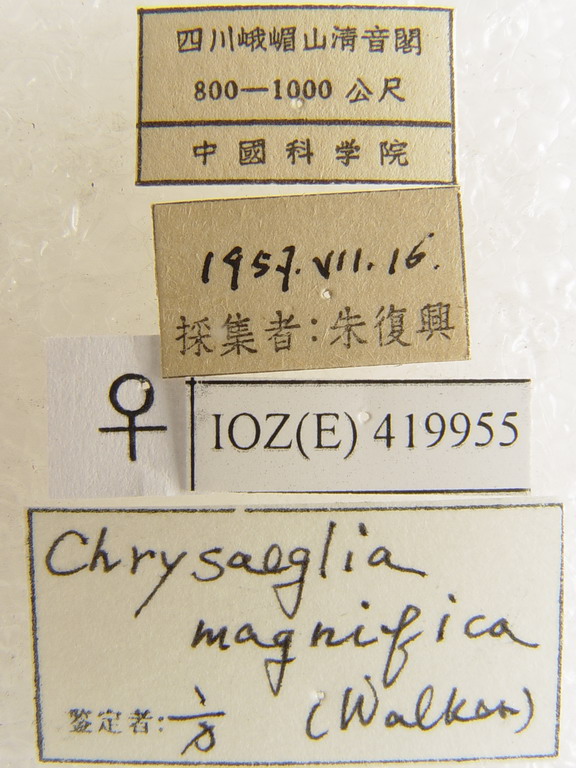 四川峨嵋山清音閣
800—1000 公尺
中國科学院
1957.VII.16.
採集者:朱復興
♀
IOZ(E) 419955
Chrysaeglia
magnifica
(Walker)
鉴定者: